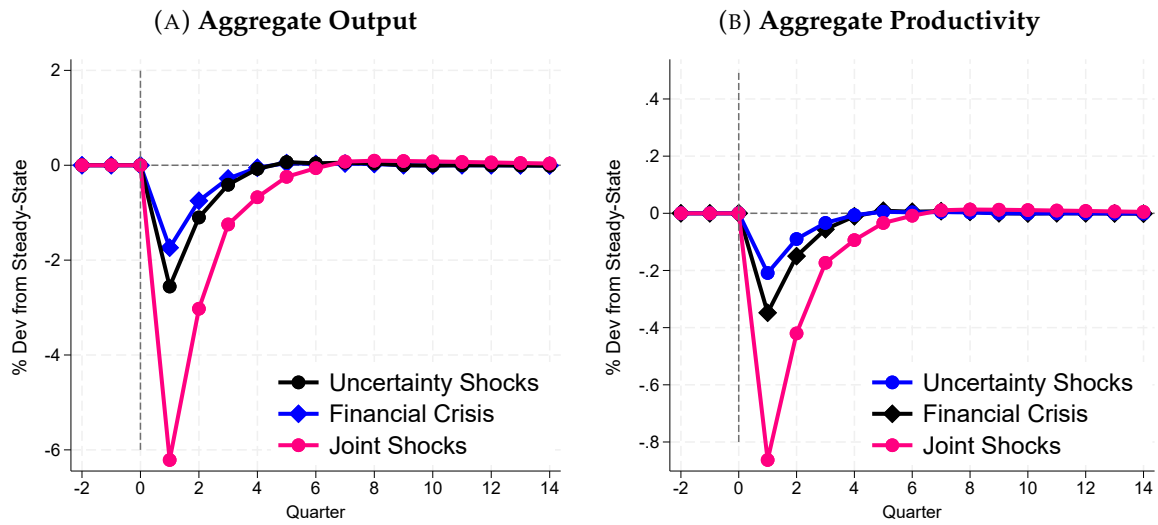 (A) Aggregate Output
% Dev from Steady-State
2
0
-2
-4
-6
Uncertainty Shocks
Financial Crisis
Joint Shocks
-2 0 2 4 6 8 10 12 14
Quarter
(B) Aggregate Productivity
% Dev from Steady-State
.4
.2
0
-.2
-.4
-.6
-.8
Uncertainty Shocks
Financial Crisis
Joint Shocks
-2 0 2 4 6 8 10 12 14
Quarter